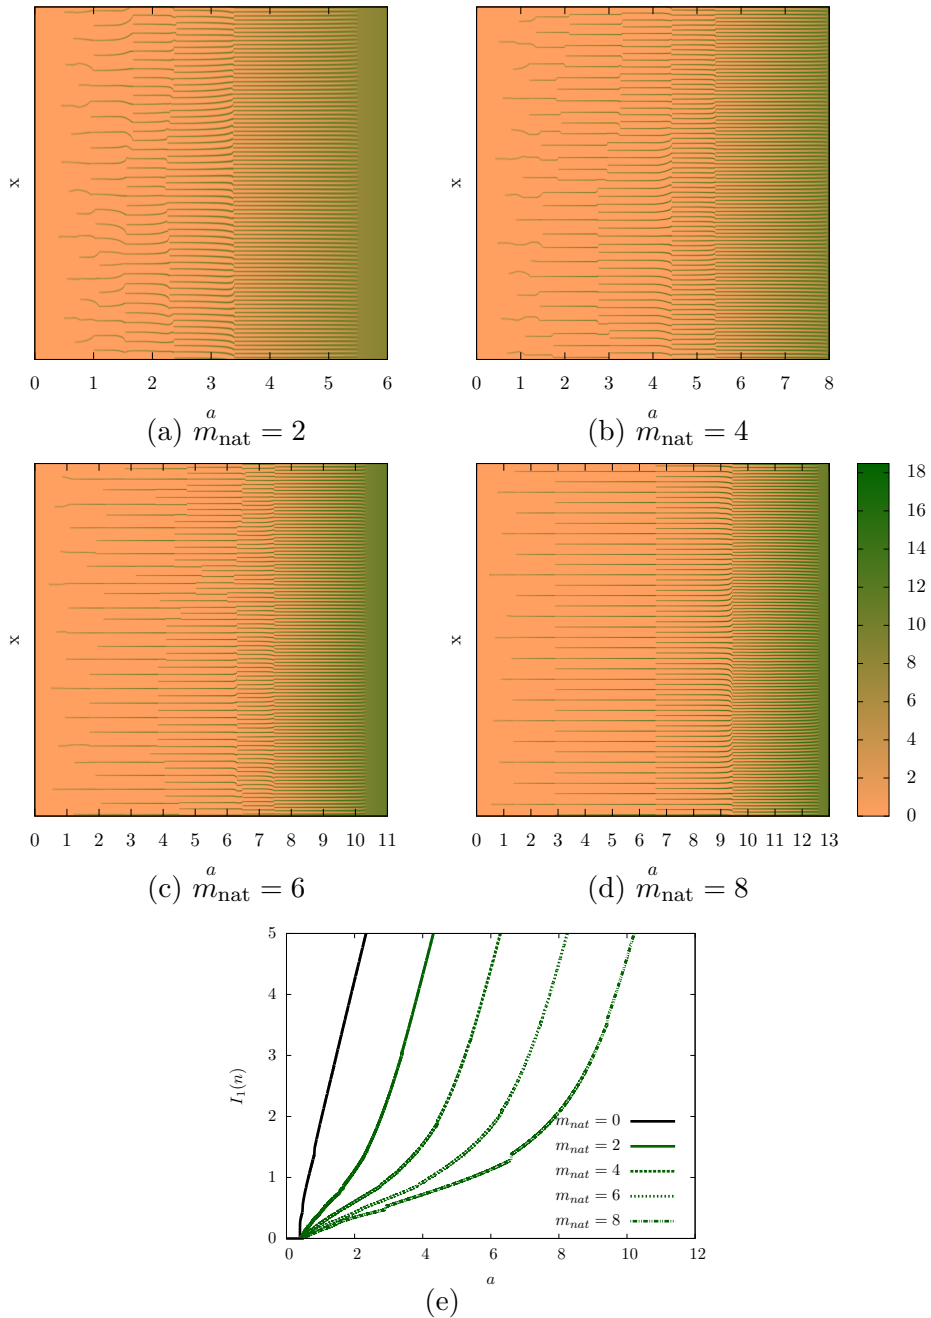 x
x
0 1 2 3 4 5 6
0 1 2 3 4 5 6 7 8
a
a
(a) m_nat = 2
(b) m_nat = 4
18
16
14
12
10
8
6
4
2
0
x
x
0 1 2 3 4 5 6 7 8 9 10 11
0 1 2 3 4 5 6 7 8 9 10 11 12 13
a
a
(c) m_nat = 6
(d) m_nat = 8
5
4
3
2
1
0
I_1(n)
m_nat = 0
m_nat = 2
m_nat = 4
m_nat = 6
m_nat = 8
0 2 4 6 8 10 12
a
(e)